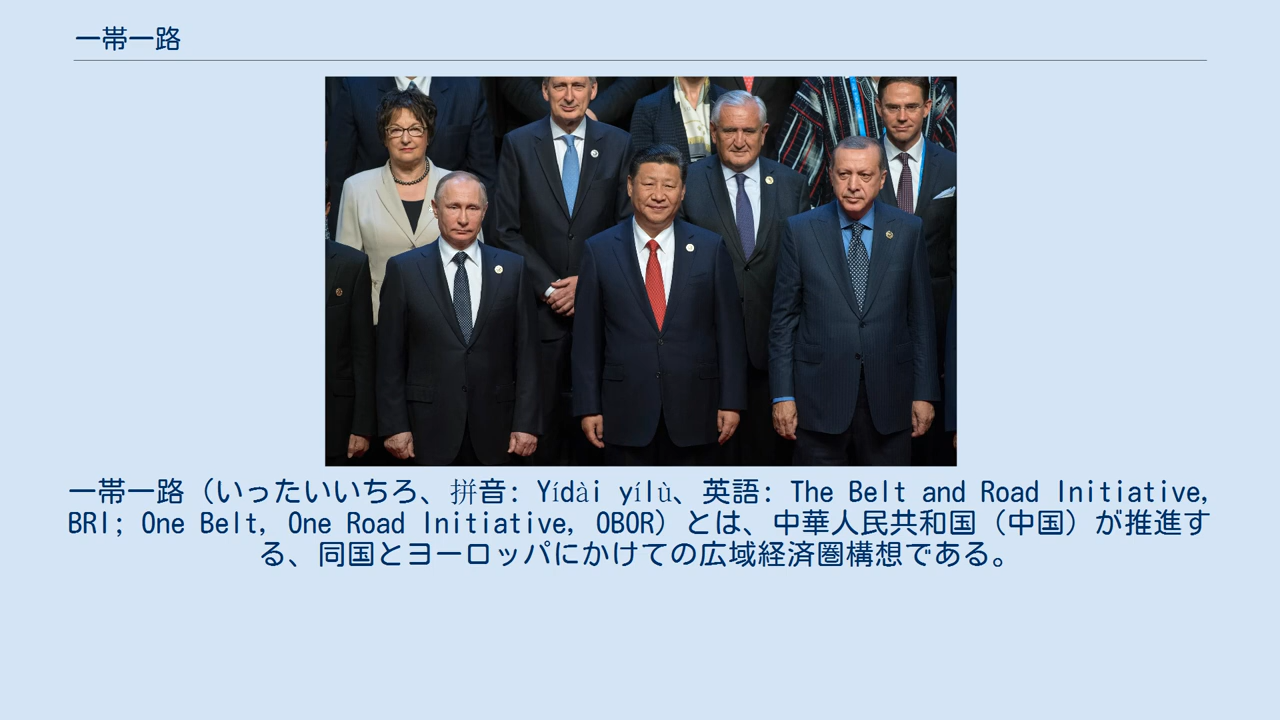 一帯一路
一帯一路（いったいいちろ、拼音: Yídài yílù、英語: The Belt and Road Initiative,
BRI; One Belt, One Road Initiative, OBOR）とは、中華人民共和国（中国）が推進す
る、同国とヨーロッパにかけての広域経済圏構想である。